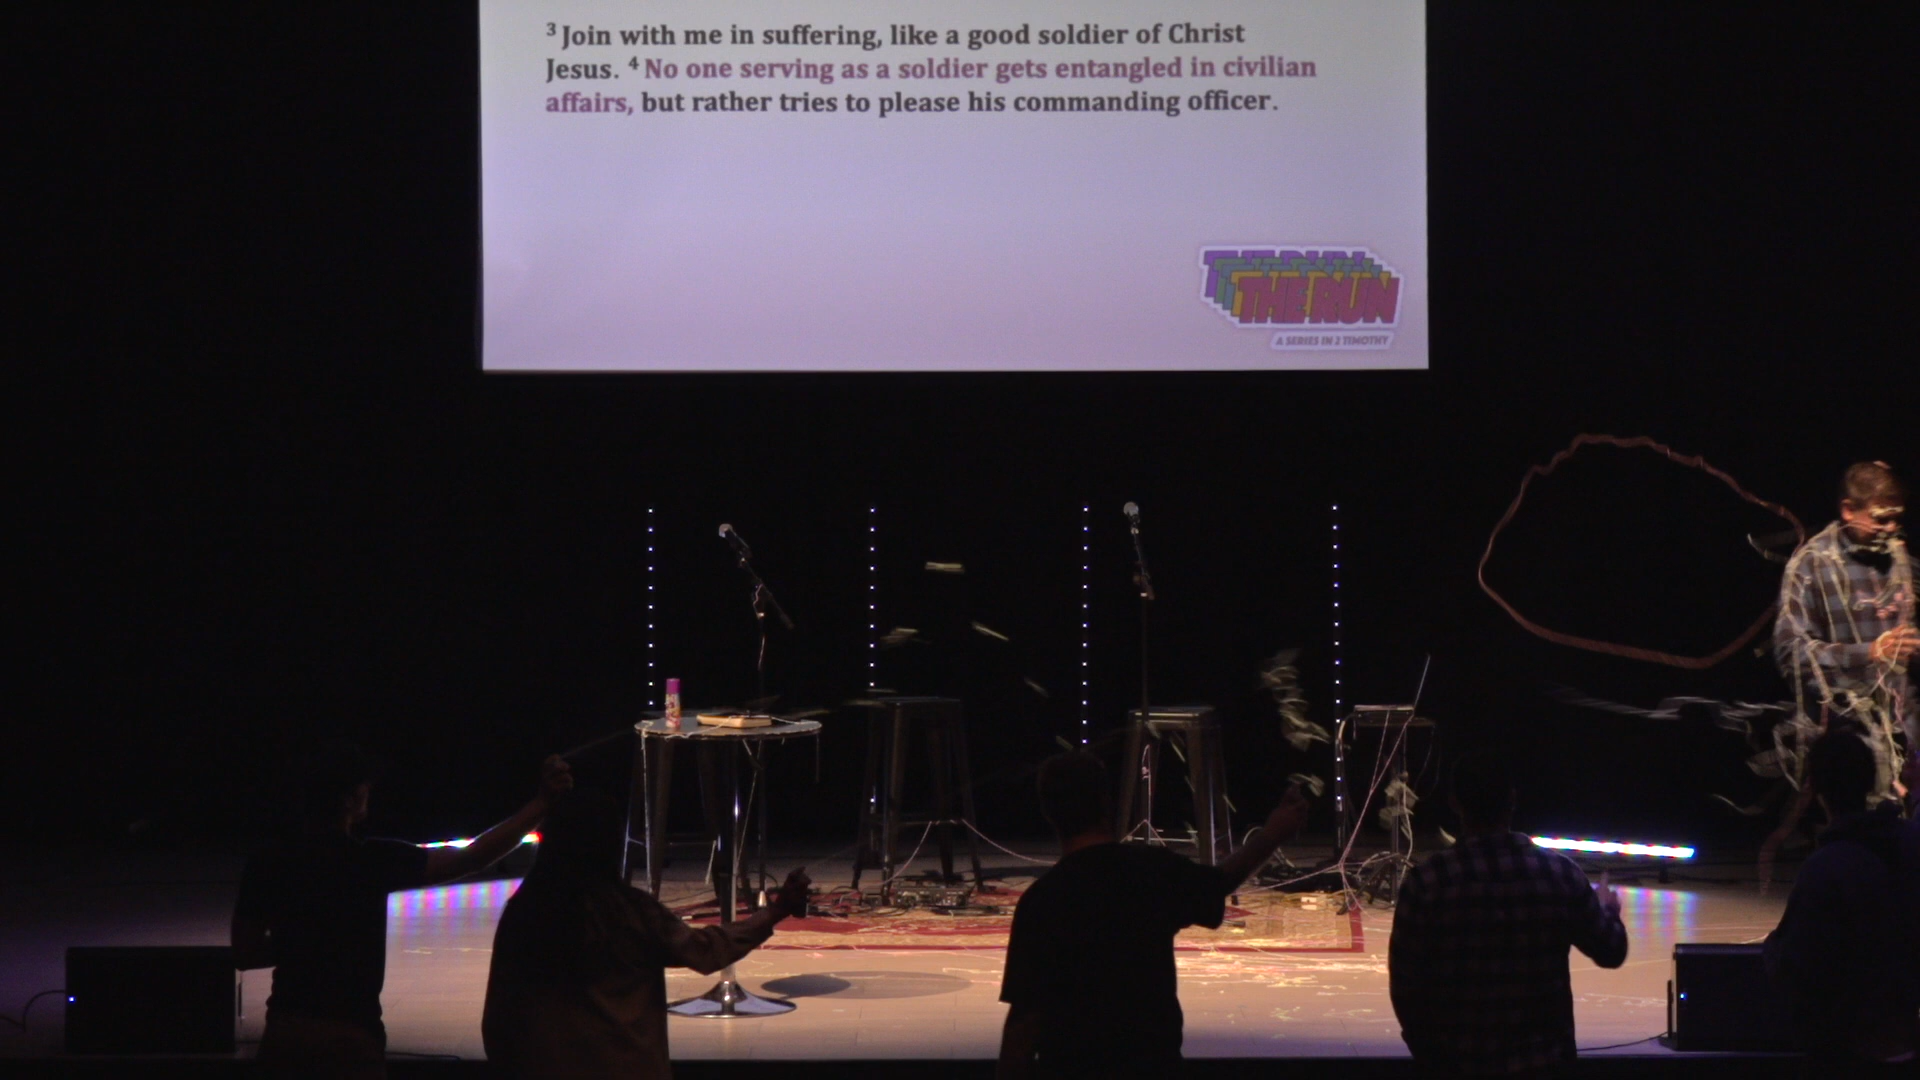 ³ Join with me in suffering, like a good soldier of Christ
Jesus. ⁴ No one serving as a soldier gets entangled in civilian
affairs, but rather tries to please his commanding officer.
THE RUN
A SERIES IN 2 TIMOTHY